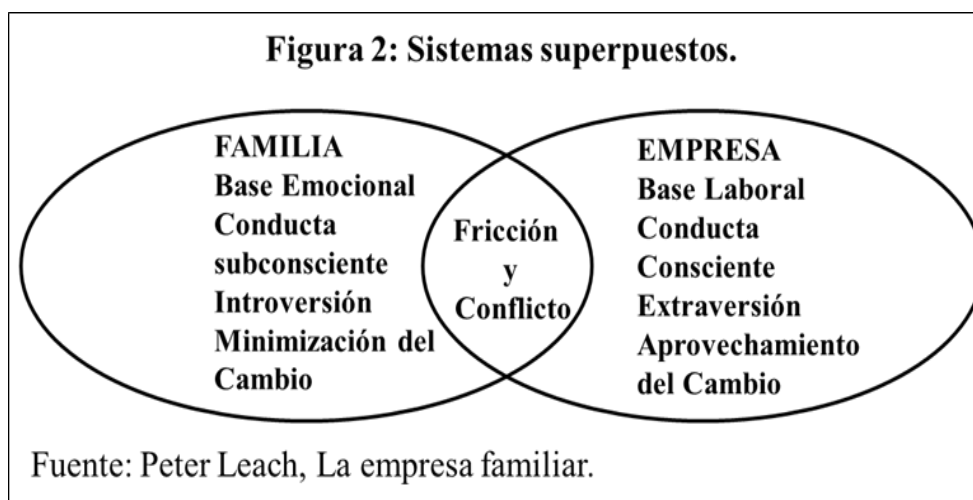 Figura 2: Sistemas superpuestos.
FAMILIA
Base Emocional
Conducta
subconsciente
Introversión
Minimización del
Cambio
Fricción
y
Conflicto
EMPRESA
Base Laboral
Conducta
Consciente
Extraversión
Aprovechamiento
del Cambio
Fuente: Peter Leach, La empresa familiar.